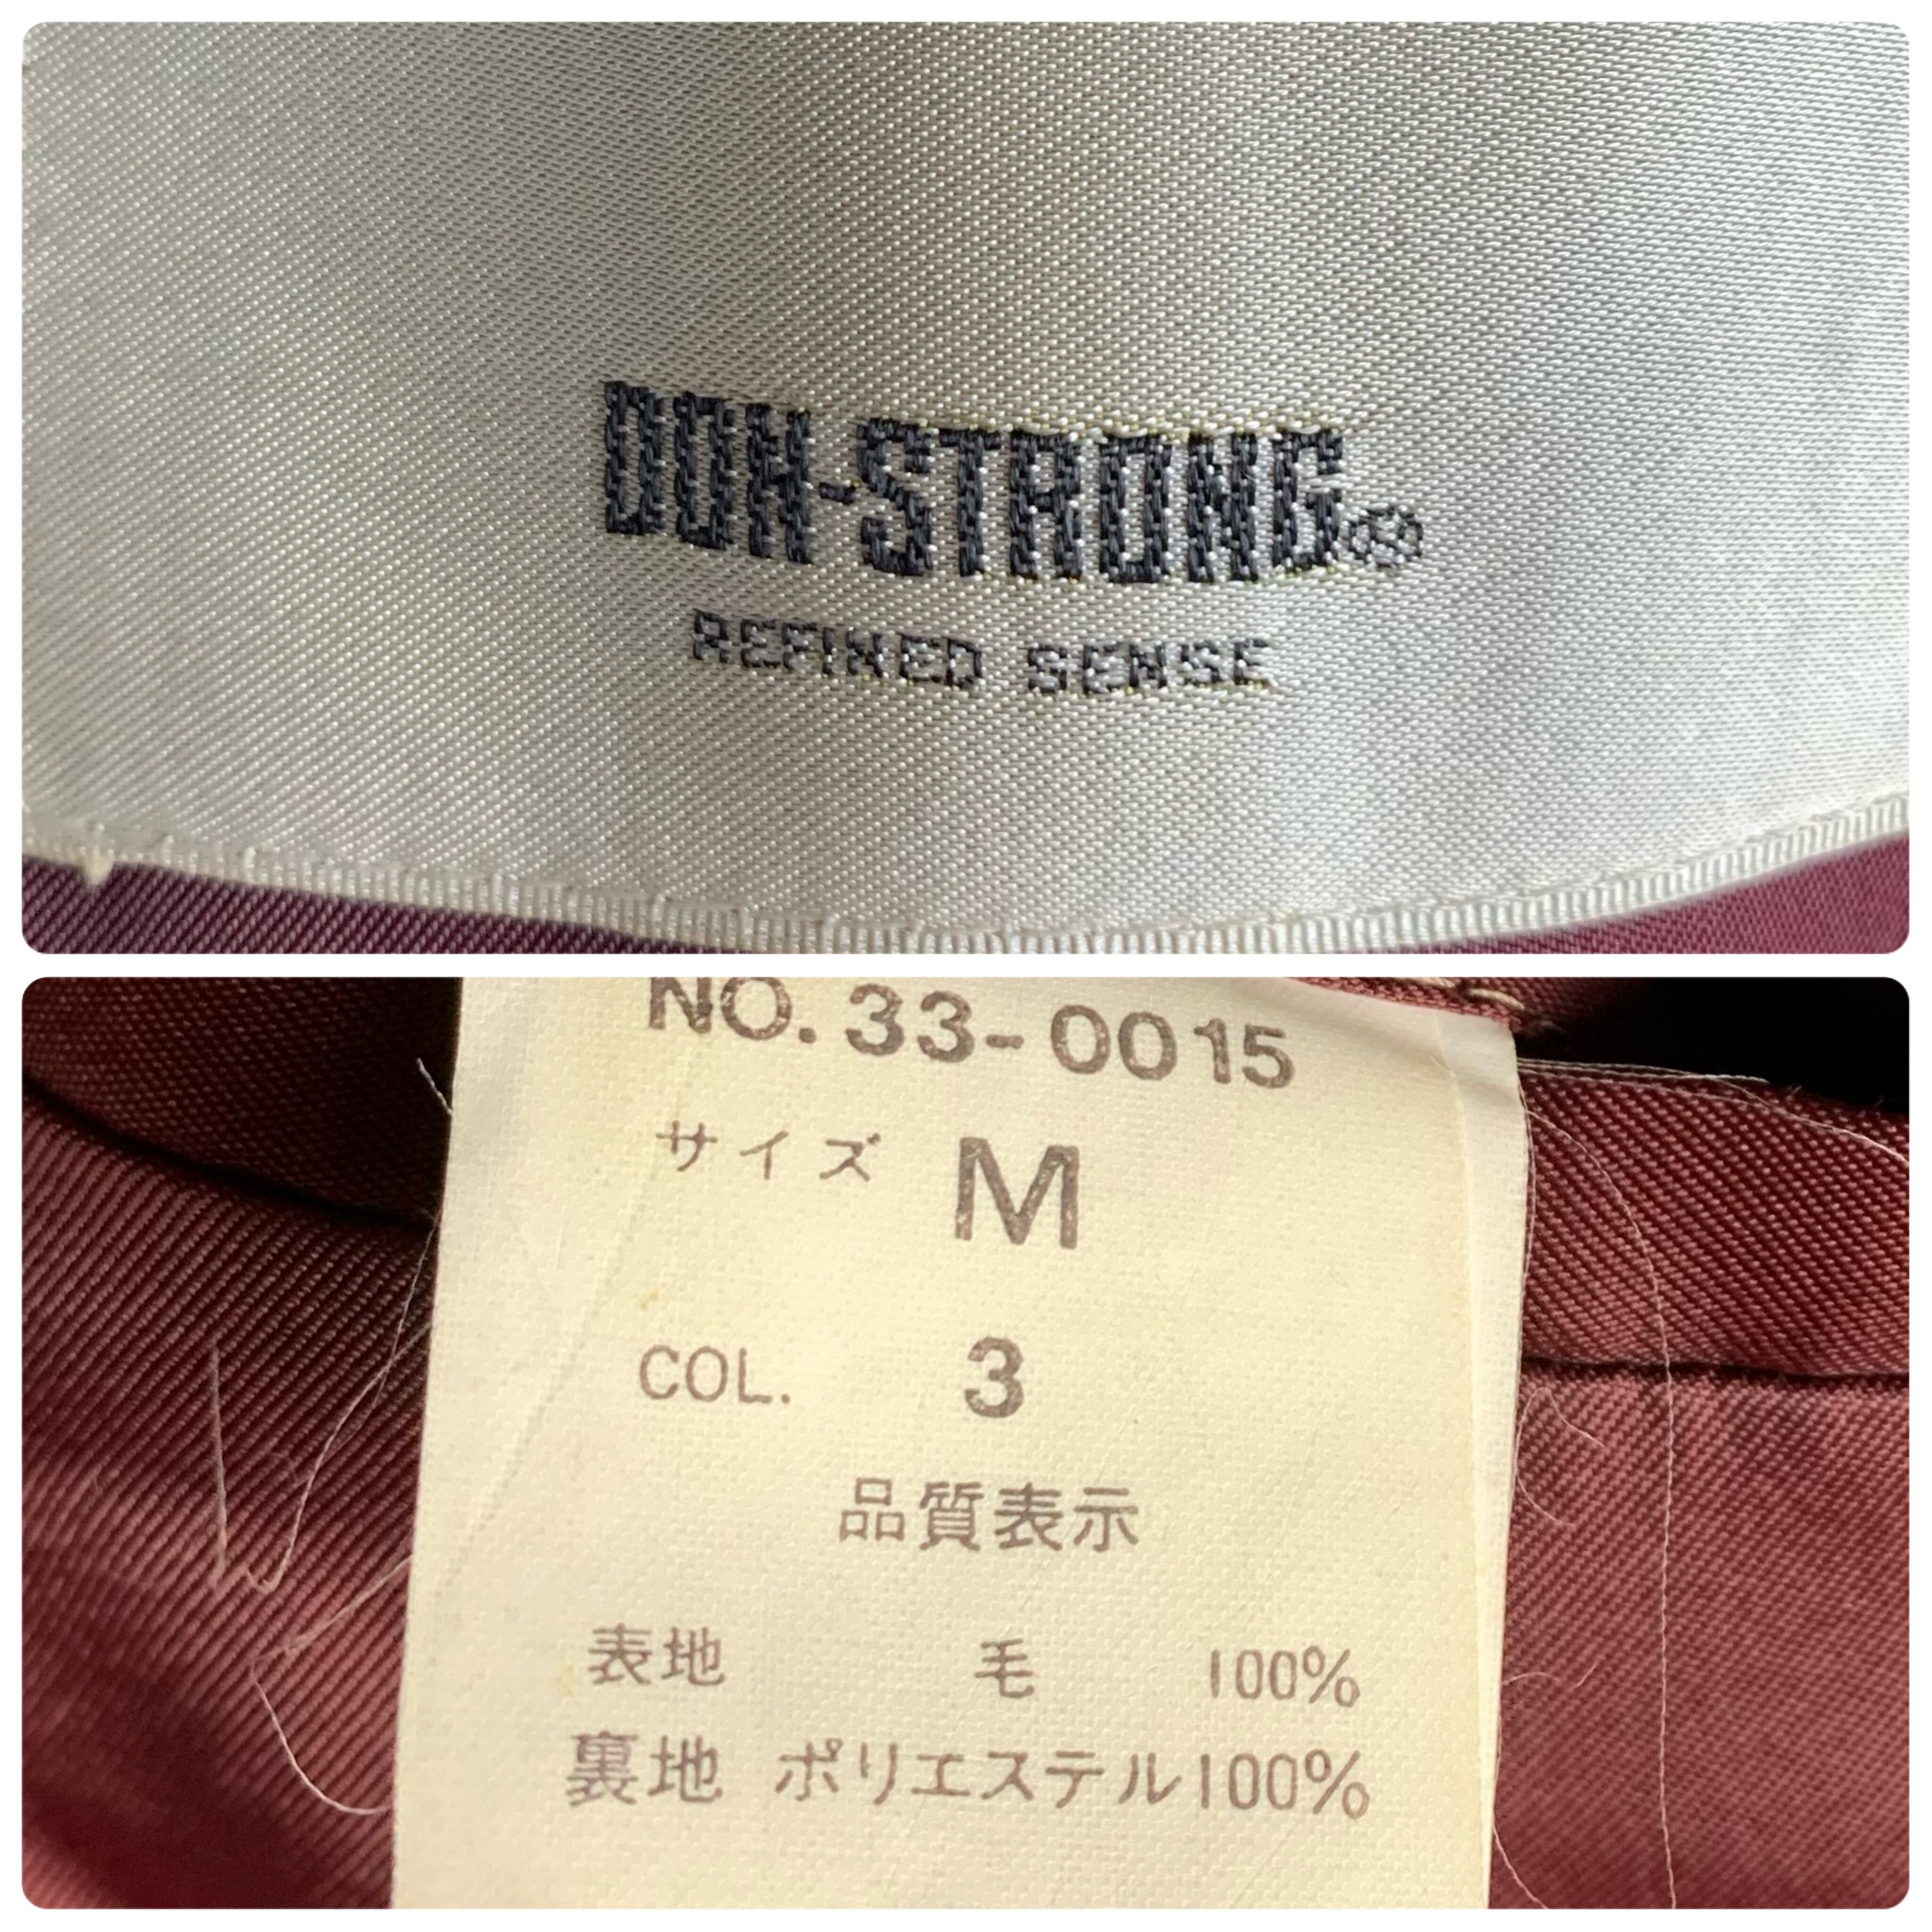 DON-STRONG®
REFINED SENSE
NO. 33-0015
サイズ M
COL. 3
品質表示
表地 毛 100%
裏地 ポリエステル100%